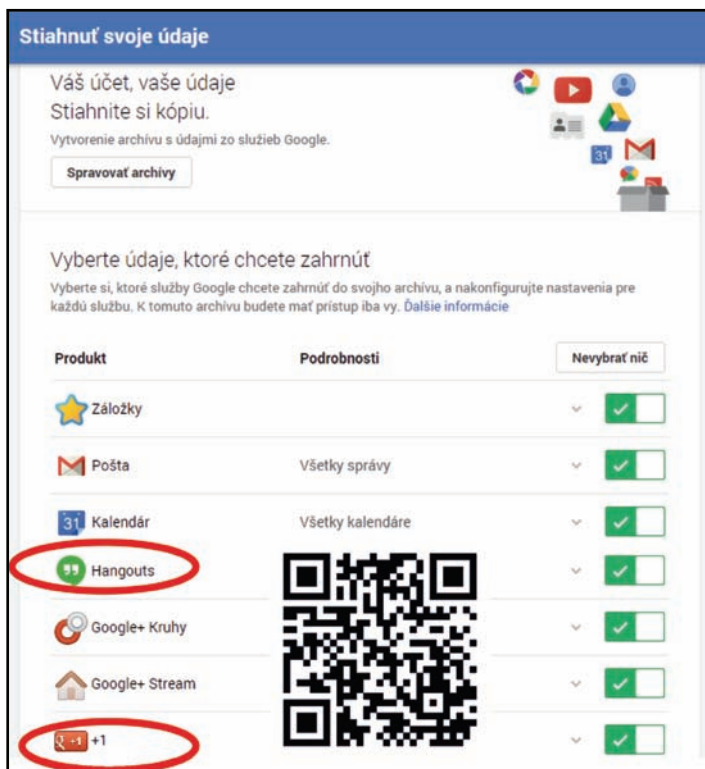 Stiahnuť svoje údaje
Váš účet, vaše údaje
Stiahnite si kópiu.
Vytvorenie archívu s údajmi zo služieb Google.
Spravovať archívy
31
Vyberte údaje, ktoré chcete zahrnúť
Vyberte si, ktoré služby Google chcete zahrnúť do svojho archívu, a nakonfigurujte nastavenia pre
každú službu. K tomuto archívu budete mať prístup iba vy. Ďalšie informácie
Produkt Podrobnosti Nevybrať nič
Záložky
Pošta Všetky správy
31 Kalendár Všetky kalendáre
Hangouts
Google+ Kruhy
Google+ Stream
g +1 +1